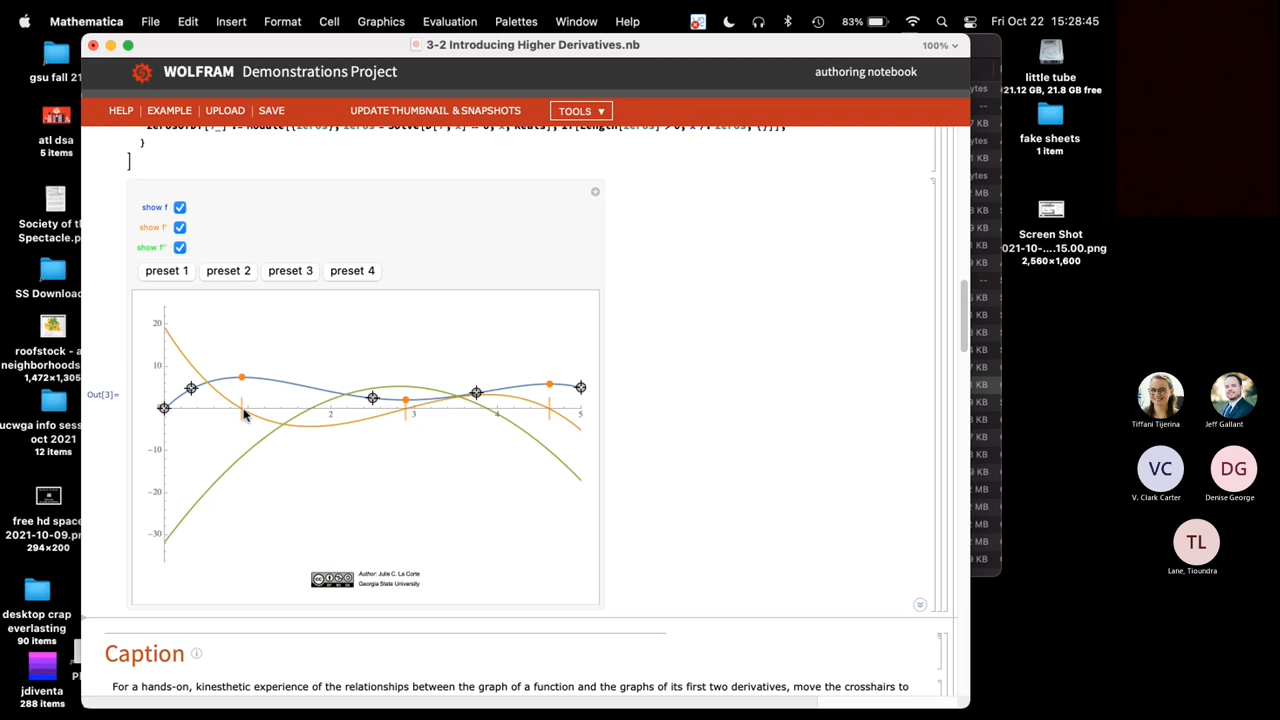 Mathematica File Edit Insert Format Cell Graphics Evaluation Palettes Window Help 83% Fri Oct 22 15:28:45
gsu fall 21
atl dsa
5 items
Society of th
Spectacle.p
SS Download
roofstock - a
neighborhoods
1,472×1,305
ucwga info sess
oct 2021
12 items
free hd space
2021-10-09.pn
294×200
desktop crap
everlasting
90 items
jdiventa
288 items
3-2 Introducing Higher Derivatives.nb
100%
WOLFRAM Demonstrations Project
authoring notebook
HELP | EXAMPLE | UPLOAD | SAVE UPDATE THUMBNAIL & SNAPSHOTS TOOLS ▼
}
]
show f
show f'
show f''
preset 1 preset 2 preset 3 preset 4
Out[3]=
20
10
-10
-20
-30
2 3 4 5
Author: Julie C. La Corte
Georgia State University
Caption
For a hands-on, kinesthetic experience of the relationships between the graph of a function and the graphs of its first two derivatives, move the crosshairs to
little tube
21.12 GB, 21.8 GB free
fake sheets
1 item
Screen Shot
2021-10-....15.00.png
2,560×1,600
Tiffani Tijerina
Jeff Gallant
VC
V. Clark Carter
DG
Denise George
TL
Lane, Tioundra